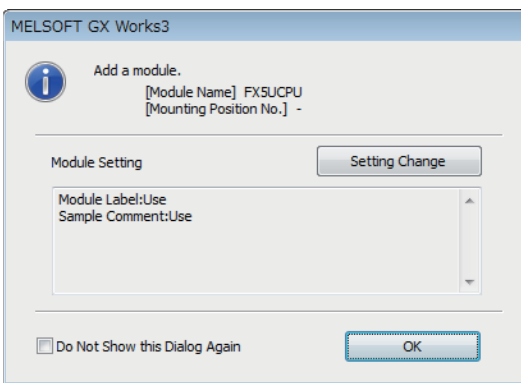 MELSOFT GX Works3
Add a module.
[Module Name] FX5UCPU
[Mounting Position No.] -
Module Setting
Setting Change
Module Label:Use
Sample Comment:Use
Do Not Show this Dialog Again
OK